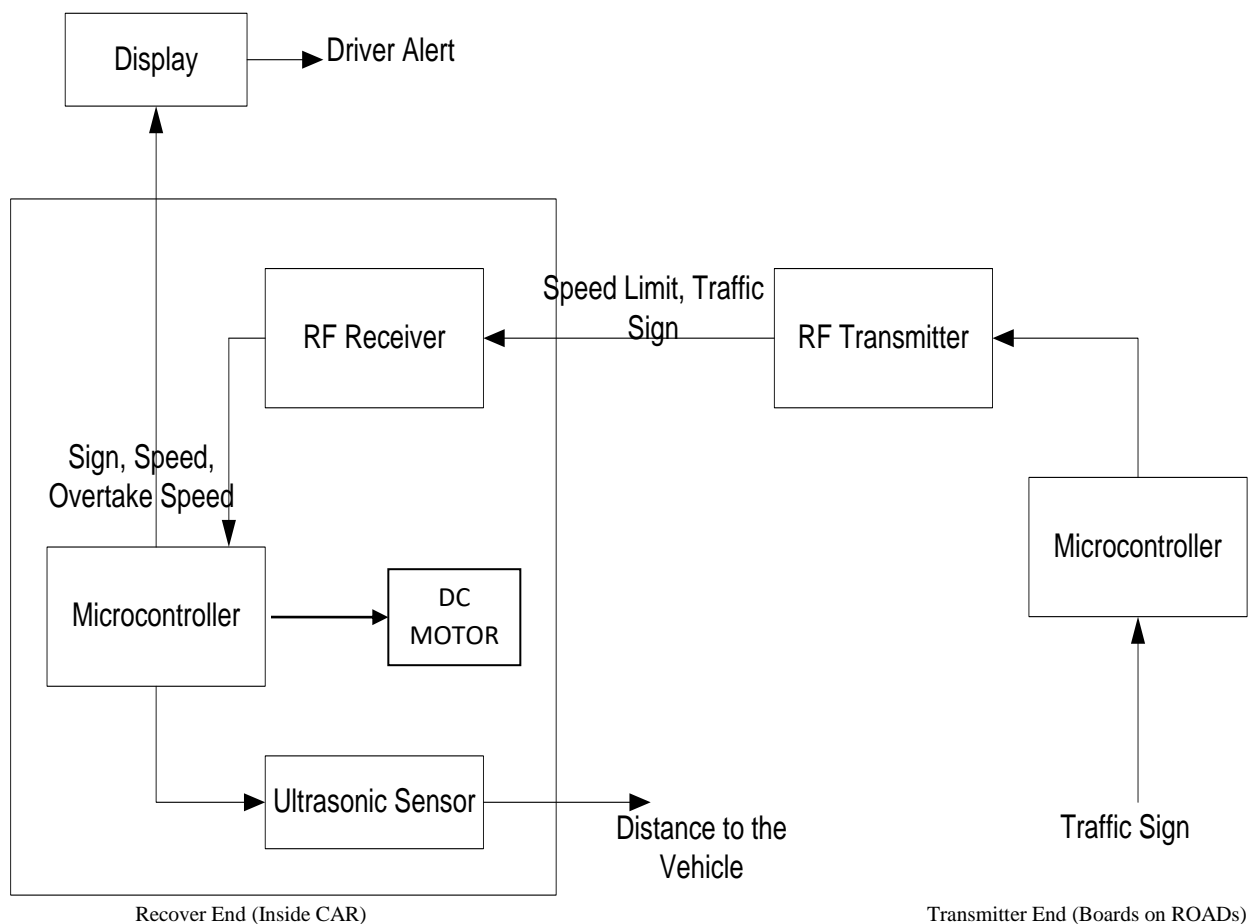 Display
Driver Alert
Speed Limit, Traffic
Sign
RF Receiver
RF Transmitter
Sign, Speed,
Overtake Speed
Microcontroller
DC
MOTOR
Microcontroller
Ultrasonic Sensor
Distance to the
Vehicle
Traffic Sign
Recover End (Inside CAR)
Transmitter End (Boards on ROADs)